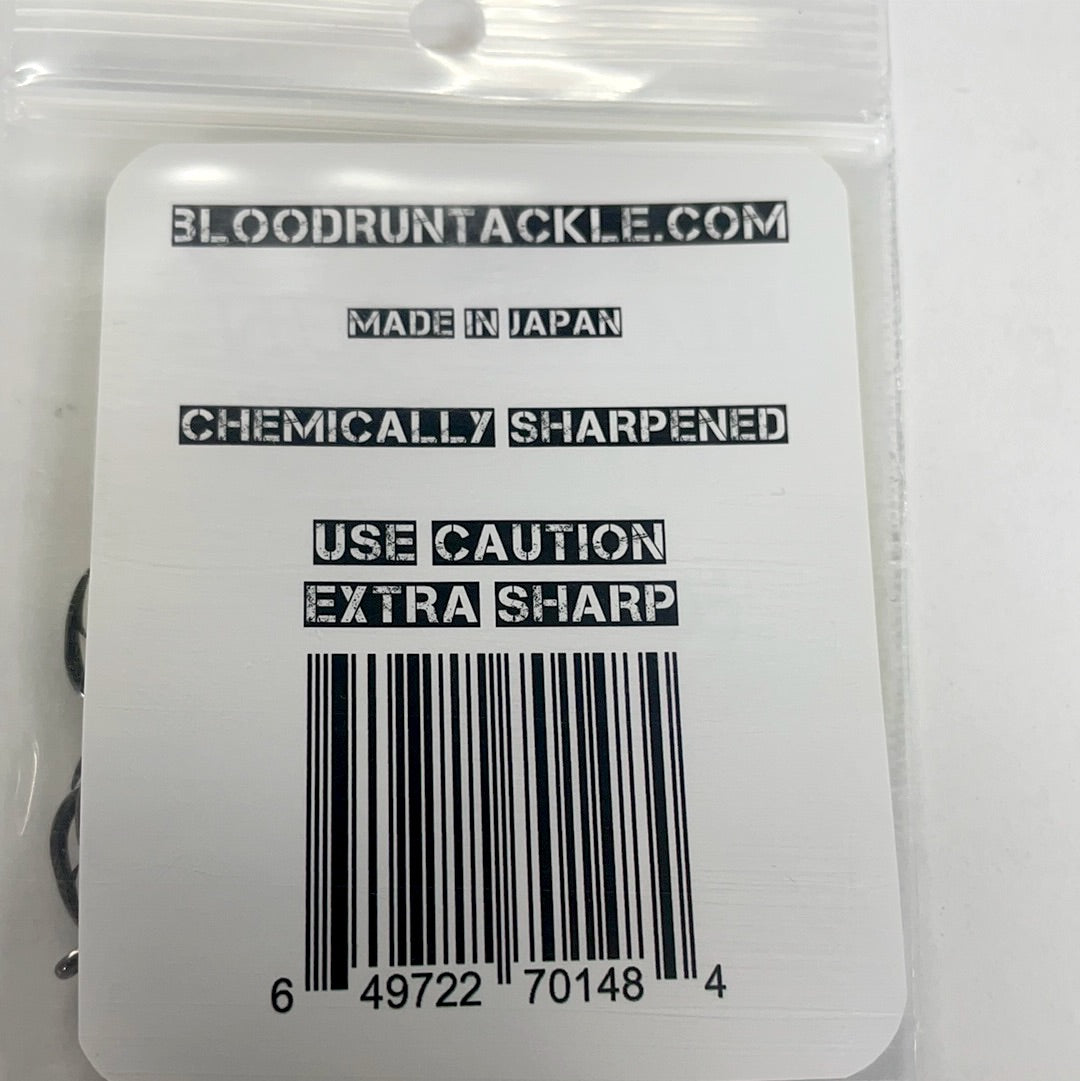 BLOODRUNTACKLE.COM
MADE IN JAPAN
CHEMICALLY SHARPENED
USE CAUTION
EXTRA SHARP
6 49722 70148 4